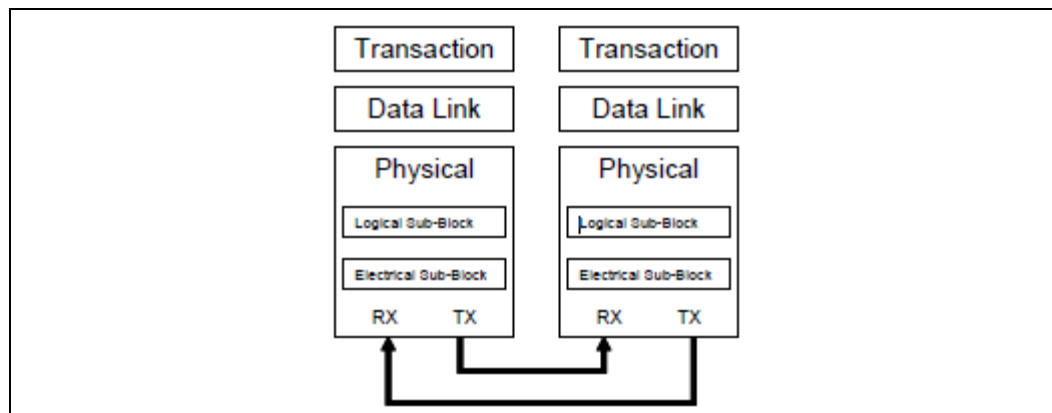 Transaction Transaction
Data Link Data Link
Physical Physical
Logical Sub-Block Logical Sub-Block
Electrical Sub-Block Electrical Sub-Block
RX TX RX TX